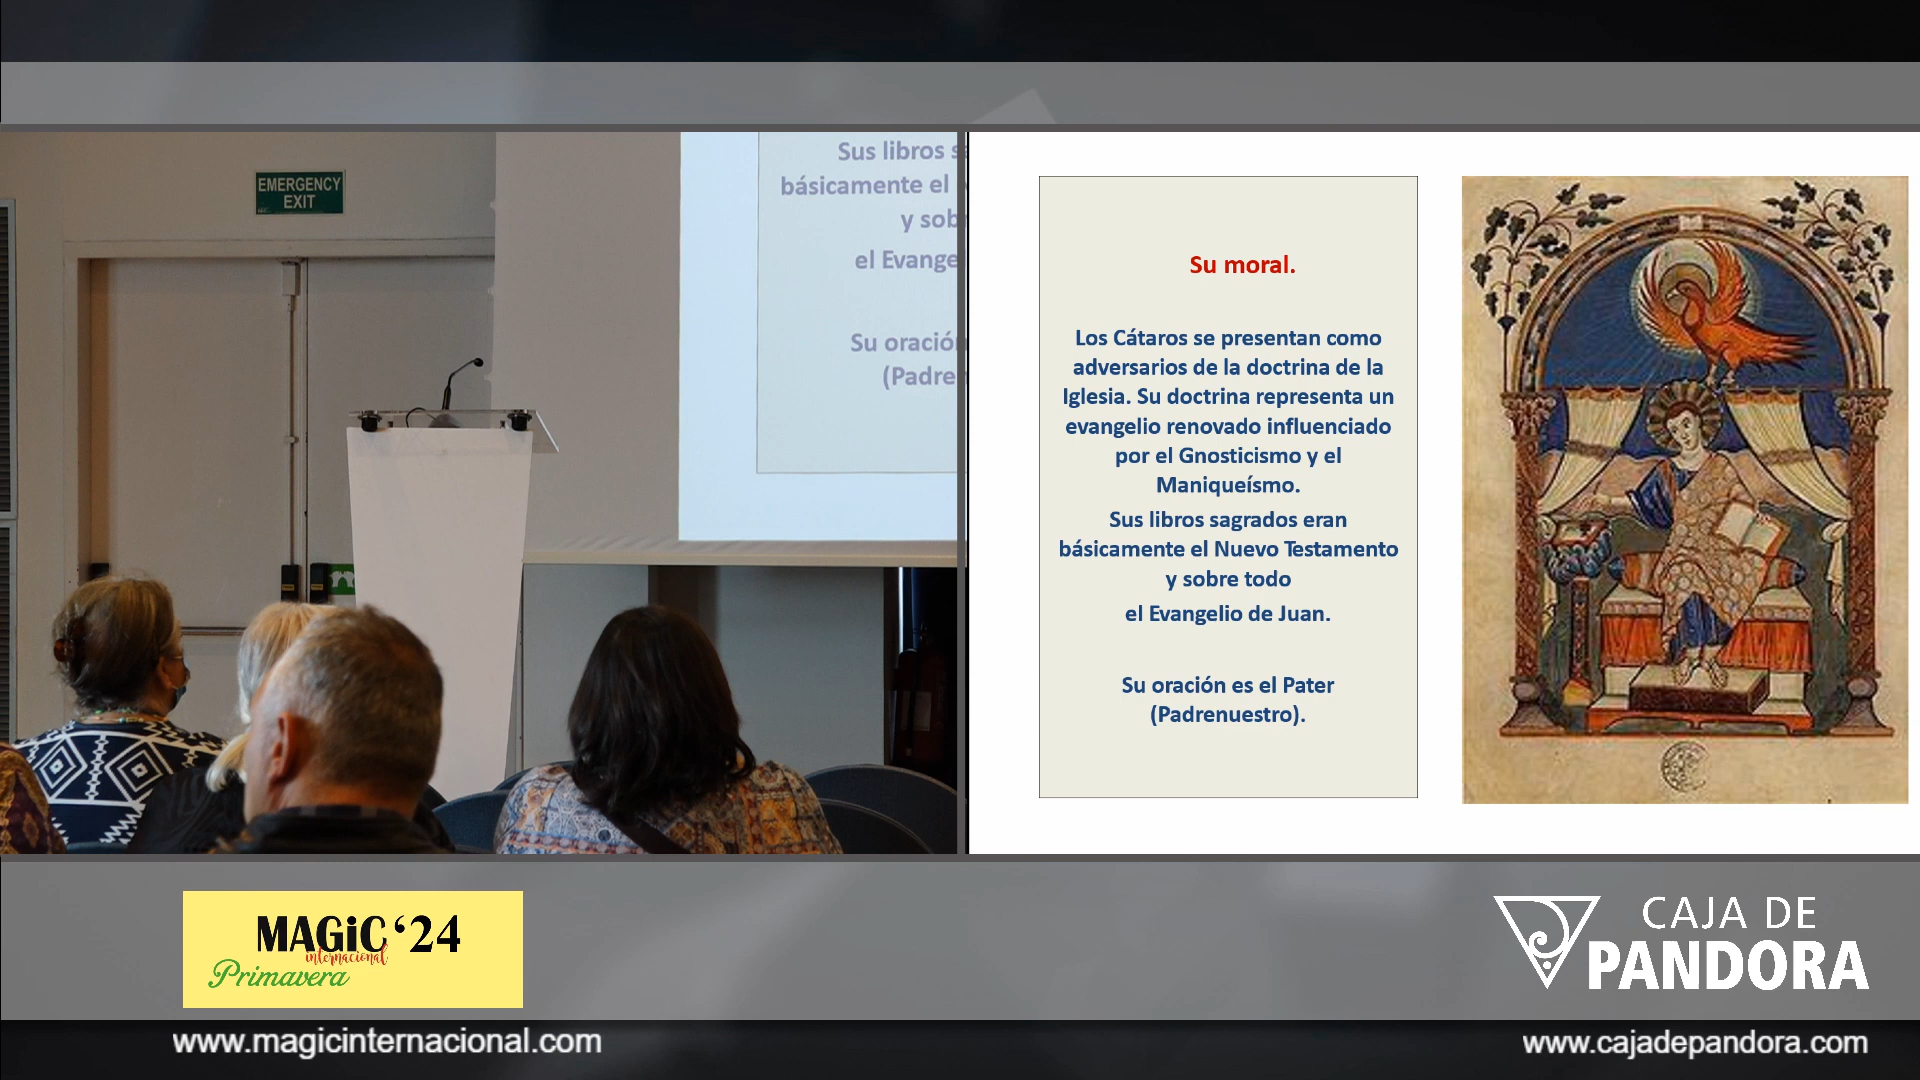 EMERGENCY
EXIT
Sus libros s
básicamente el
y sob
el Evange
Su oración
(Padre
Su moral.
Los Cátaros se presentan como
adversarios de la doctrina de la
Iglesia. Su doctrina representa un
evangelio renovado influenciado
por el Gnosticismo y el
Maniqueísmo.
Sus libros sagrados eran
básicamente el Nuevo Testamento
y sobre todo
el Evangelio de Juan.
Su oración es el Pater
(Padrenuestro).
MAGiC ‘24
internacional
Primavera
www.magicinternacional.com
CAJA DE
PANDORA
www.cajadepandora.com